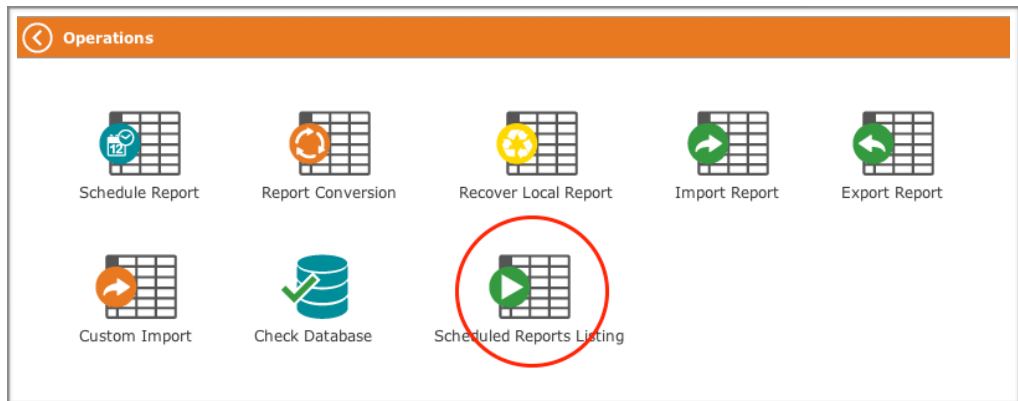 Operations
12
Schedule Report
Report Conversion
Recover Local Report
Import Report
Export Report
Custom Import
Check Database
Scheduled Reports Listing